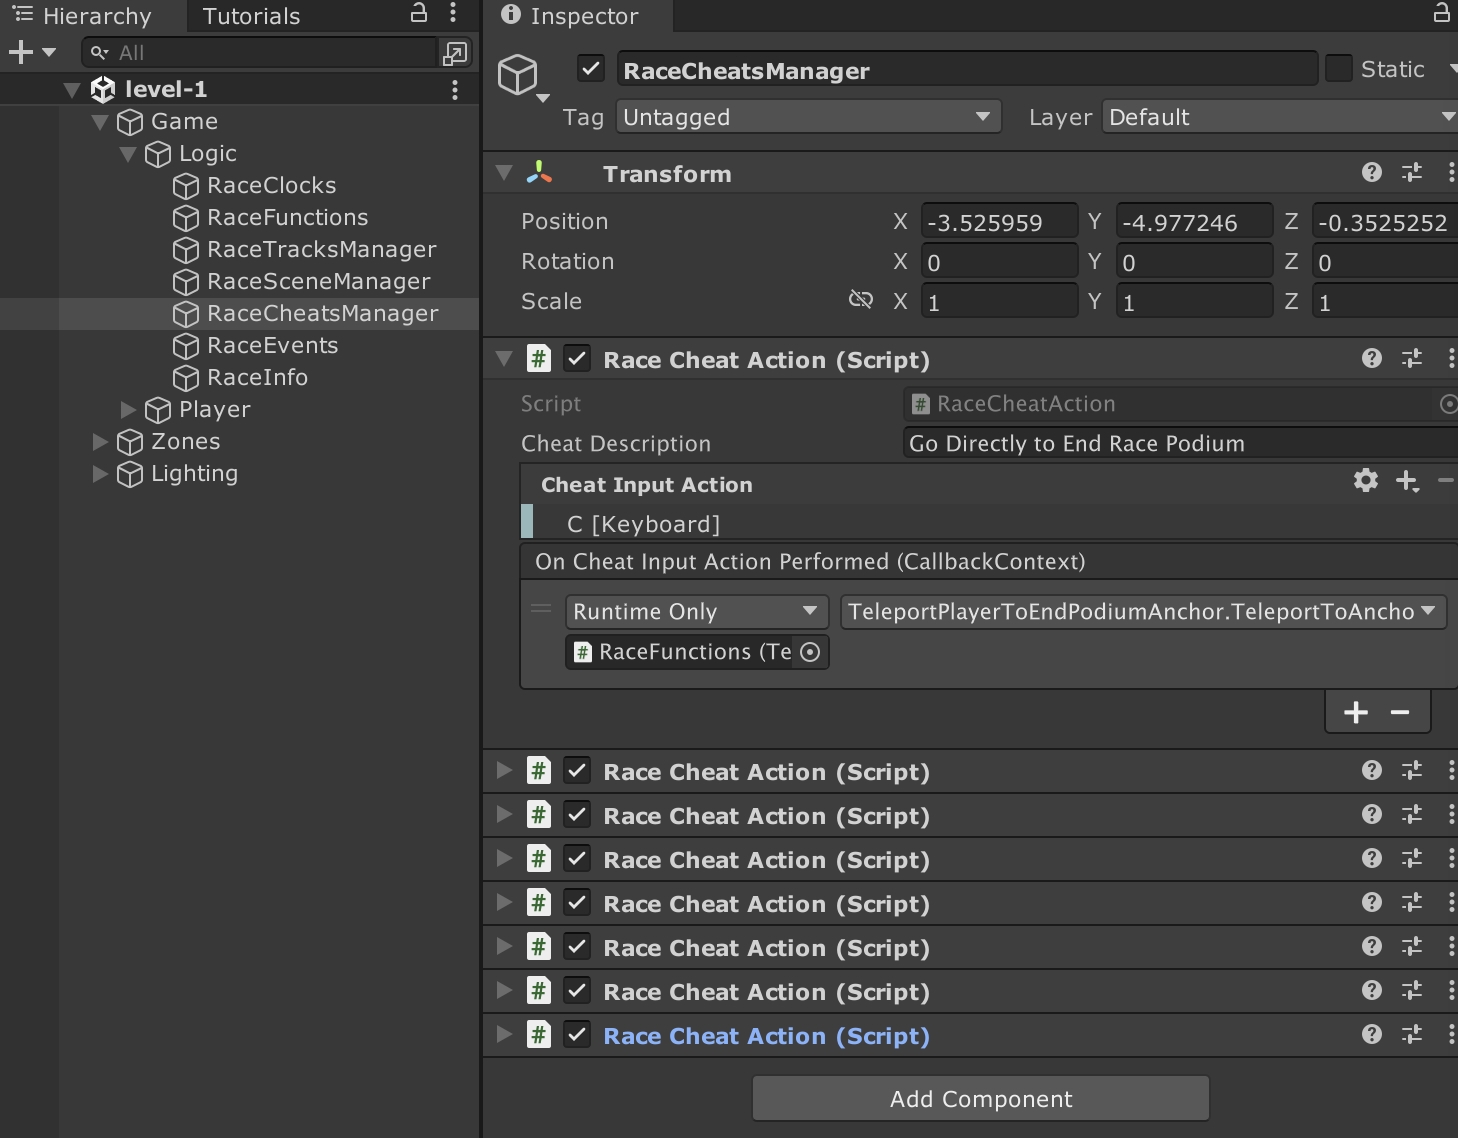 Hierarchy
Tutorials
All
level-1
Game
Logic
RaceClocks
RaceFunctions
RaceTracksManager
RaceSceneManager
RaceCheatsManager
RaceEvents
RaceInfo
Player
Zones
Lighting
Inspector
RaceCheatsManager
Static
Tag Untagged Layer Default
Transform
Position X -3.525959 Y -4.977246 Z -0.3525252
Rotation X 0 Y 0 Z 0
Scale X 1 Y 1 Z 1
# Race Cheat Action (Script)
Script # RaceCheatAction
Cheat Description Go Directly to End Race Podium
Cheat Input Action
C [Keyboard]
On Cheat Input Action Performed (CallbackContext)
Runtime Only TeleportPlayerToEndPodiumAnchor.TeleportToAncho
# RaceFunctions (Te
# Race Cheat Action (Script)
# Race Cheat Action (Script)
# Race Cheat Action (Script)
# Race Cheat Action (Script)
# Race Cheat Action (Script)
# Race Cheat Action (Script)
# Race Cheat Action (Script)
Add Component